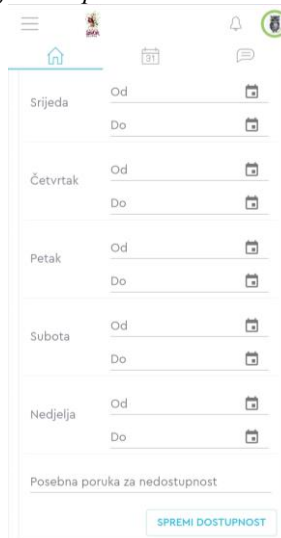 31
Od
Srijeda
Do
Od
Četvrtak
Do
Od
Petak
Do
Od
Subota
Do
Od
Nedjelja
Do
Posebna poruka za nedostupnost
SPREMI DOSTUPNOST